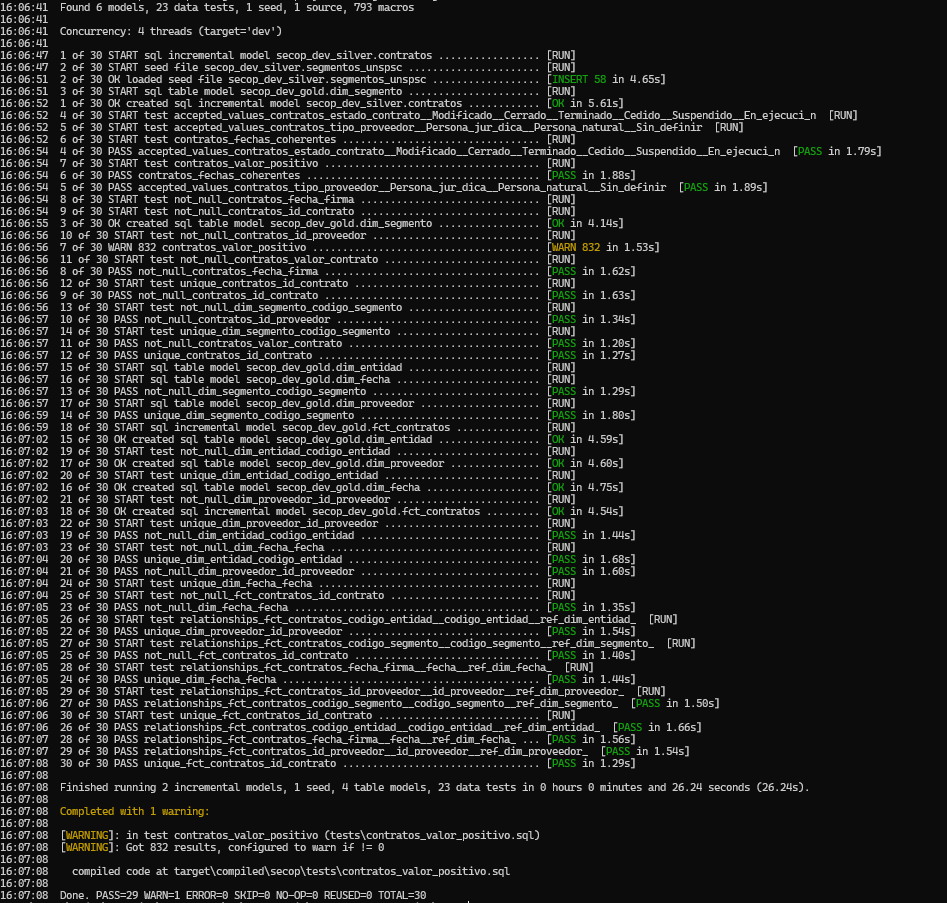 16:06:41  Found 6 models, 23 data tests, 1 seed, 1 source, 793 macros
16:06:41
16:06:41  Concurrency: 4 threads (target='dev')
16:06:41
16:06:47  1 of 30 START sql incremental model secop_dev_silver.contratos ................. [RUN]
16:06:47  2 of 30 START seed file secop_dev_silver.segmentos_unspsc ...................... [RUN]
16:06:51  2 of 30 OK loaded seed file secop_dev_silver.segmentos_unspsc .................. [INSERT 58 in 4.65s]
16:06:51  3 of 30 START sql table model secop_dev_gold.dim_segmento ...................... [RUN]
16:06:52  1 of 30 OK created sql incremental model secop_dev_silver.contratos ............ [OK in 5.61s]
16:06:52  4 of 30 START test accepted_values_contratos_estado_contrato__Modificado__Cerrado__Terminado__Cedido__Suspendido__En_ejecuci_n  [RUN]
16:06:52  5 of 30 START test accepted_values_contratos_tipo_proveedor__Persona_jur_dica__Persona_natural__Sin_definir  [RUN]
16:06:52  6 of 30 START test contratos_fechas_coherentes ................................. [RUN]
16:06:54  4 of 30 PASS accepted_values_contratos_estado_contrato__Modificado__Cerrado__Terminado__Cedido__Suspendido__En_ejecuci_n  [PASS in 1.79s]
16:06:54  7 of 30 START test contratos_valor_positivo .................................... [RUN]
16:06:54  6 of 30 PASS contratos_fechas_coherentes ....................................... [PASS in 1.88s]
16:06:54  5 of 30 PASS accepted_values_contratos_tipo_proveedor__Persona_jur_dica__Persona_natural__Sin_definir  [PASS in 1.89s]
16:06:54  8 of 30 START test not_null_contratos_fecha_firma .............................. [RUN]
16:06:54  9 of 30 START test not_null_contratos_id_contrato .............................. [RUN]
16:06:55  3 of 30 OK created sql table model secop_dev_gold.dim_segmento ................. [OK in 4.14s]
16:06:56  10 of 30 START test not_null_contratos_id_proveedor ............................ [RUN]
16:06:56  7 of 30 WARN 832 contratos_valor_positivo ...................................... [WARN 832 in 1.53s]
16:06:56  11 of 30 START test not_null_contratos_valor_contrato .......................... [RUN]
16:06:56  8 of 30 PASS not_null_contratos_fecha_firma .................................... [PASS in 1.62s]
16:06:56  12 of 30 START test unique_contratos_id_contrato ............................... [RUN]
16:06:56  9 of 30 PASS not_null_contratos_id_contrato .................................... [PASS in 1.63s]
16:06:56  13 of 30 START test not_null_dim_segmento_codigo_segmento ...................... [RUN]
16:06:57  10 of 30 PASS not_null_contratos_id_proveedor .................................. [PASS in 1.34s]
16:06:57  14 of 30 START test unique_dim_segmento_codigo_segmento ........................ [RUN]
16:06:57  11 of 30 PASS not_null_contratos_valor_contrato ................................ [PASS in 1.20s]
16:06:57  12 of 30 PASS unique_contratos_id_contrato ..................................... [PASS in 1.27s]
16:06:57  15 of 30 START sql table model secop_dev_gold.dim_entidad ...................... [RUN]
16:06:57  16 of 30 START sql table model secop_dev_gold.dim_fecha ........................ [RUN]
16:06:57  13 of 30 PASS not_null_dim_segmento_codigo_segmento ............................ [PASS in 1.29s]
16:06:57  17 of 30 START sql table model secop_dev_gold.dim_proveedor .................... [RUN]
16:06:59  14 of 30 PASS unique_dim_segmento_codigo_segmento .............................. [PASS in 1.80s]
16:06:59  18 of 30 START sql incremental model secop_dev_gold.fct_contratos .............. [RUN]
16:07:02  15 of 30 OK created sql table model secop_dev_gold.dim_entidad ................. [OK in 4.59s]
16:07:02  19 of 30 START test not_null_dim_entidad_codigo_entidad ........................ [RUN]
16:07:02  17 of 30 OK created sql table model secop_dev_gold.dim_proveedor ............... [OK in 4.60s]
16:07:02  20 of 30 START test unique_dim_entidad_codigo_entidad .......................... [RUN]
16:07:02  16 of 30 OK created sql table model secop_dev_gold.dim_fecha ................... [OK in 4.75s]
16:07:02  21 of 30 START test not_null_dim_proveedor_id_proveedor ........................ [RUN]
16:07:03  18 of 30 OK created sql incremental model secop_dev_gold.fct_contratos ......... [OK in 4.54s]
16:07:03  22 of 30 START test unique_dim_proveedor_id_proveedor .......................... [RUN]
16:07:03  19 of 30 PASS not_null_dim_entidad_codigo_entidad .............................. [PASS in 1.44s]
16:07:03  23 of 30 START test not_null_dim_fecha_fecha ................................... [RUN]
16:07:04  20 of 30 PASS unique_dim_entidad_codigo_entidad ................................ [PASS in 1.68s]
16:07:04  21 of 30 PASS not_null_dim_proveedor_id_proveedor .............................. [PASS in 1.60s]
16:07:04  24 of 30 START test unique_dim_fecha_fecha ..................................... [RUN]
16:07:04  25 of 30 START test not_null_fct_contratos_id_contrato ......................... [RUN]
16:07:05  23 of 30 PASS not_null_dim_fecha_fecha ......................................... [PASS in 1.35s]
16:07:05  26 of 30 START test relationships_fct_contratos_codigo_entidad__codigo_entidad__ref_dim_entidad_  [RUN]
16:07:05  22 of 30 PASS unique_dim_proveedor_id_proveedor ................................ [PASS in 1.54s]
16:07:05  27 of 30 START test relationships_fct_contratos_codigo_segmento__codigo_segmento__ref_dim_segmento_  [RUN]
16:07:05  25 of 30 PASS not_null_fct_contratos_id_contrato ............................... [PASS in 1.40s]
16:07:05  28 of 30 START test relationships_fct_contratos_fecha_firma__fecha__ref_dim_fecha_  [RUN]
16:07:05  24 of 30 PASS unique_dim_fecha_fecha ........................................... [PASS in 1.44s]
16:07:05  29 of 30 START test relationships_fct_contratos_id_proveedor__id_proveedor__ref_dim_proveedor_  [RUN]
16:07:06  27 of 30 PASS relationships_fct_contratos_codigo_segmento__codigo_segmento__ref_dim_segmento_  [PASS in 1.50s]
16:07:06  30 of 30 START test unique_fct_contratos_id_contrato ........................... [RUN]
16:07:06  26 of 30 PASS relationships_fct_contratos_codigo_entidad__codigo_entidad__ref_dim_entidad_  [PASS in 1.66s]
16:07:07  28 of 30 PASS relationships_fct_contratos_fecha_firma__fecha__ref_dim_fecha_ ... [PASS in 1.56s]
16:07:07  29 of 30 PASS relationships_fct_contratos_id_proveedor__id_proveedor__ref_dim_proveedor_  [PASS in 1.54s]
16:07:08  30 of 30 PASS unique_fct_contratos_id_contrato ................................. [PASS in 1.29s]
16:07:08
16:07:08  Finished running 2 incremental models, 1 seed, 4 table models, 23 data tests in 0 hours 0 minutes and 26.24 seconds (26.24s).
16:07:08
16:07:08  Completed with 1 warning:
16:07:08
16:07:08  [WARNING]: in test contratos_valor_positivo (tests\contratos_valor_positivo.sql)
16:07:08  [WARNING]: Got 832 results, configured to warn if != 0
16:07:08
16:07:08    compiled code at target\compiled\secop\tests\contratos_valor_positivo.sql
16:07:08
16:07:08  Done. PASS=29 WARN=1 ERROR=0 SKIP=0 NO-OP=0 REUSED=0 TOTAL=30